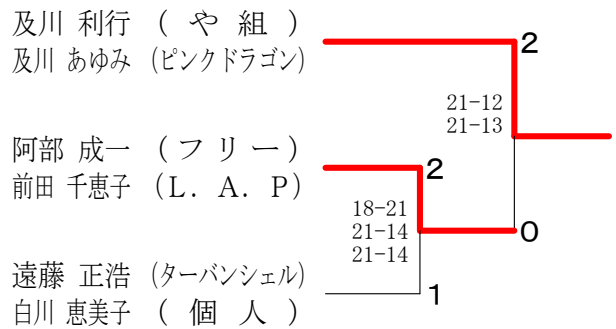 及川 利行 ( や 組 )
及川 あゆみ (ピンクドラゴン)
2
21-12
21-13
阿部 成一 ( フ リ ー )
前田 千恵子 ( L. A. P )
2
18-21
21-14
21-14
0
遠藤 正浩 (ターバンシェル)
白川 恵美子 ( 個 人 )
1